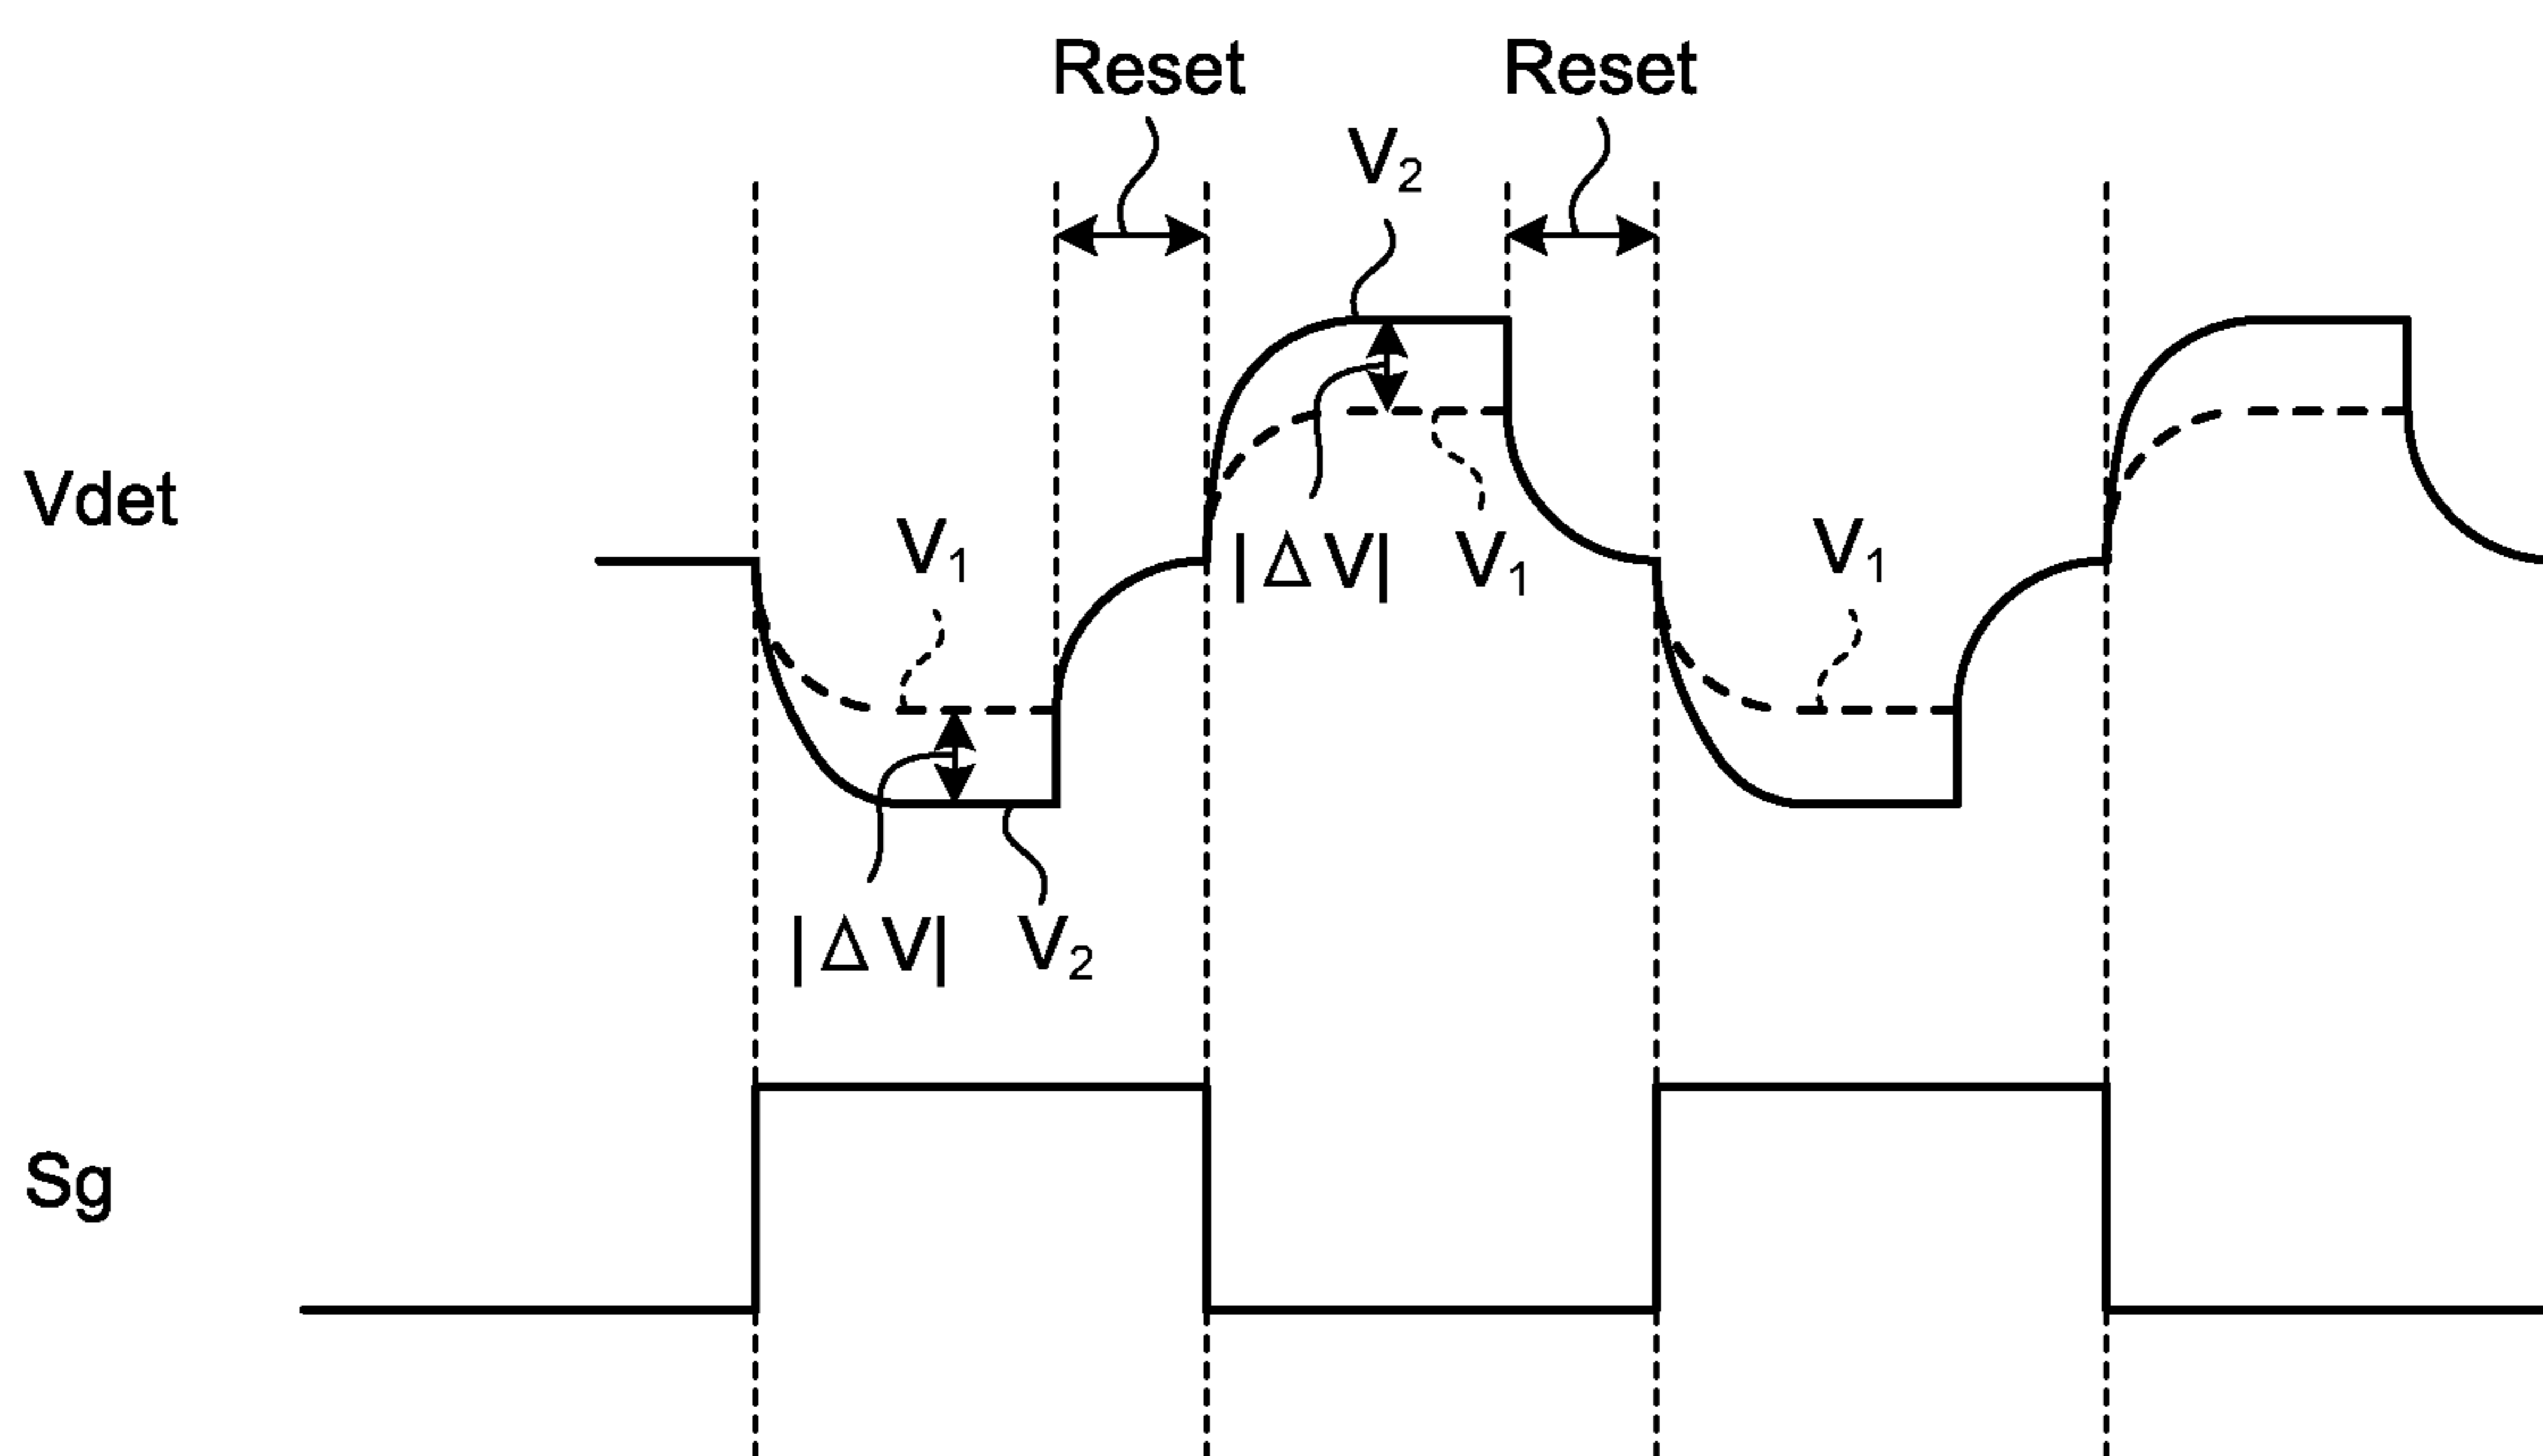 Reset
Reset
V₂
Vdet
V₁
|ΔV|
V₁
V₁
|ΔV|
V₂
Sg